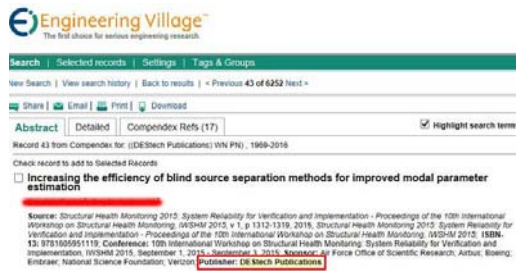 Engineering Village™
The first choice for serious engineering research
Search | Selected records | Settings | Tags & Groups
New Search | View search history | Back to results | < Previous 43 of 6252 Next >
Share | Email | Print | Download
Abstract Detailed Compendex Refs (17) Highlight search term
Record 43 from Compendex for: ((DEStech Publications) WN PN) , 1969-2016
Check record to add to Selected Records
Increasing the efficiency of blind source separation methods for improved modal parameter
estimation
Source: Structural Health Monitoring 2015: System Reliability for Verification and Implementation - Proceedings of the 10th International
Workshop on Structural Health Monitoring, IWSHM 2015, v 1, p 1312-1319, 2015, Structural Health Monitoring 2015: System Reliability for
Verification and Implementation - Proceedings of the 10th International Workshop on Structural Health Monitoring, IWSHM 2015; ISBN-
13: 9781605951119; Conference: 10th International Workshop on Structural Health Monitoring: System Reliability for Verification and
Implementation, IWSHM 2015, September 1, 2015 - September 3, 2015; Sponsor: Air Force Office of Scientific Research; Airbus; Boeing;
Embraer; National Science Foundation; Verizon; Publisher: DEStech Publications